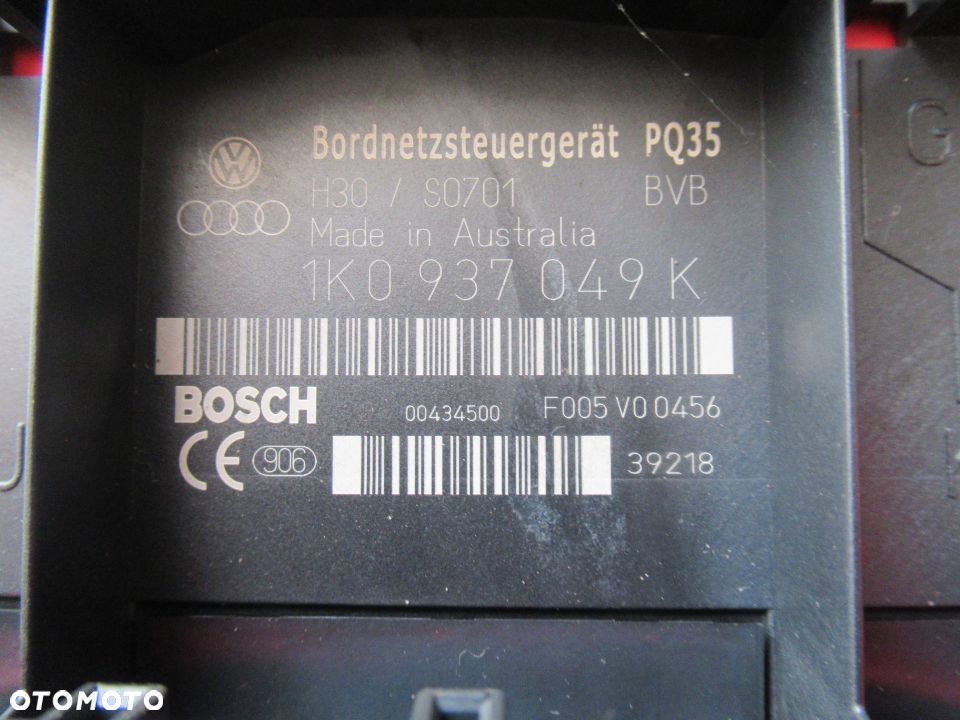 Bordnetzsteuergerät PQ35
H30 / S0701 BVB
Made in Australia
1K0 937 049 K
BOSCH 00434500 F005 V0 0456
CE 906 39218
G
OTOMOTO